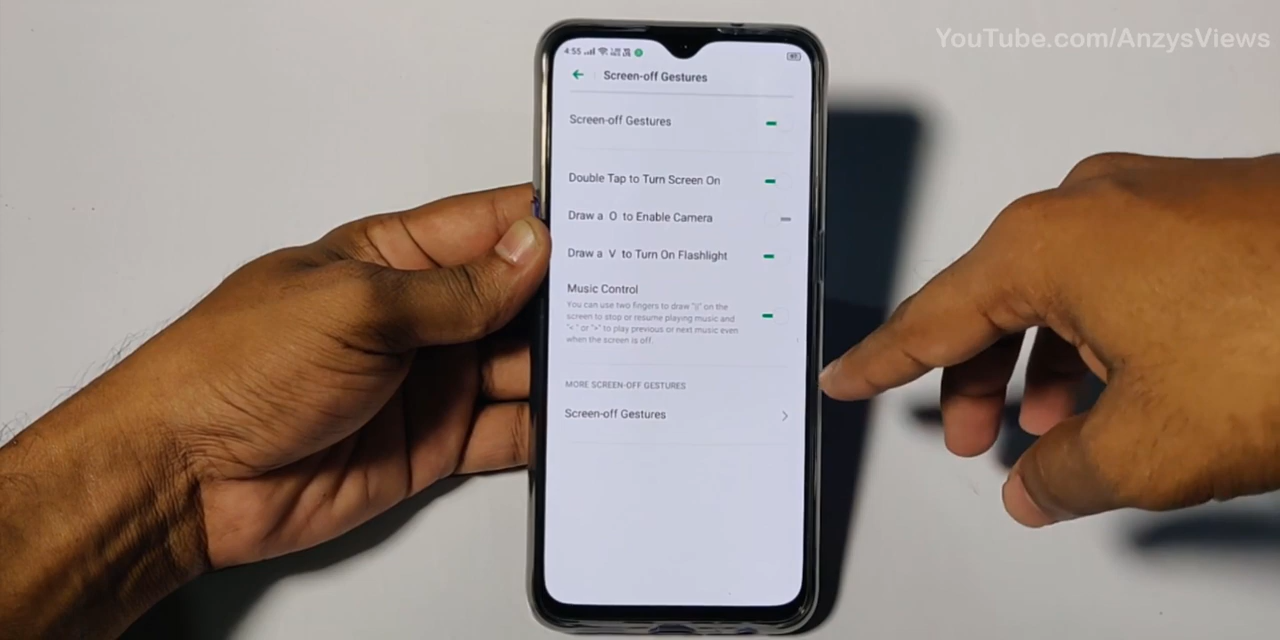 YouTube.com/AnzysViews
4:55
Screen-off Gestures
Screen-off Gestures
Double Tap to Turn Screen On
Draw a O to Enable Camera
Draw a V to Turn On Flashlight
Music Control
You can use two fingers to draw "||" on the
screen to stop or resume playing music and
"<" or ">" to play previous or next music even
when the screen is off.
MORE SCREEN-OFF GESTURES
Screen-off Gestures